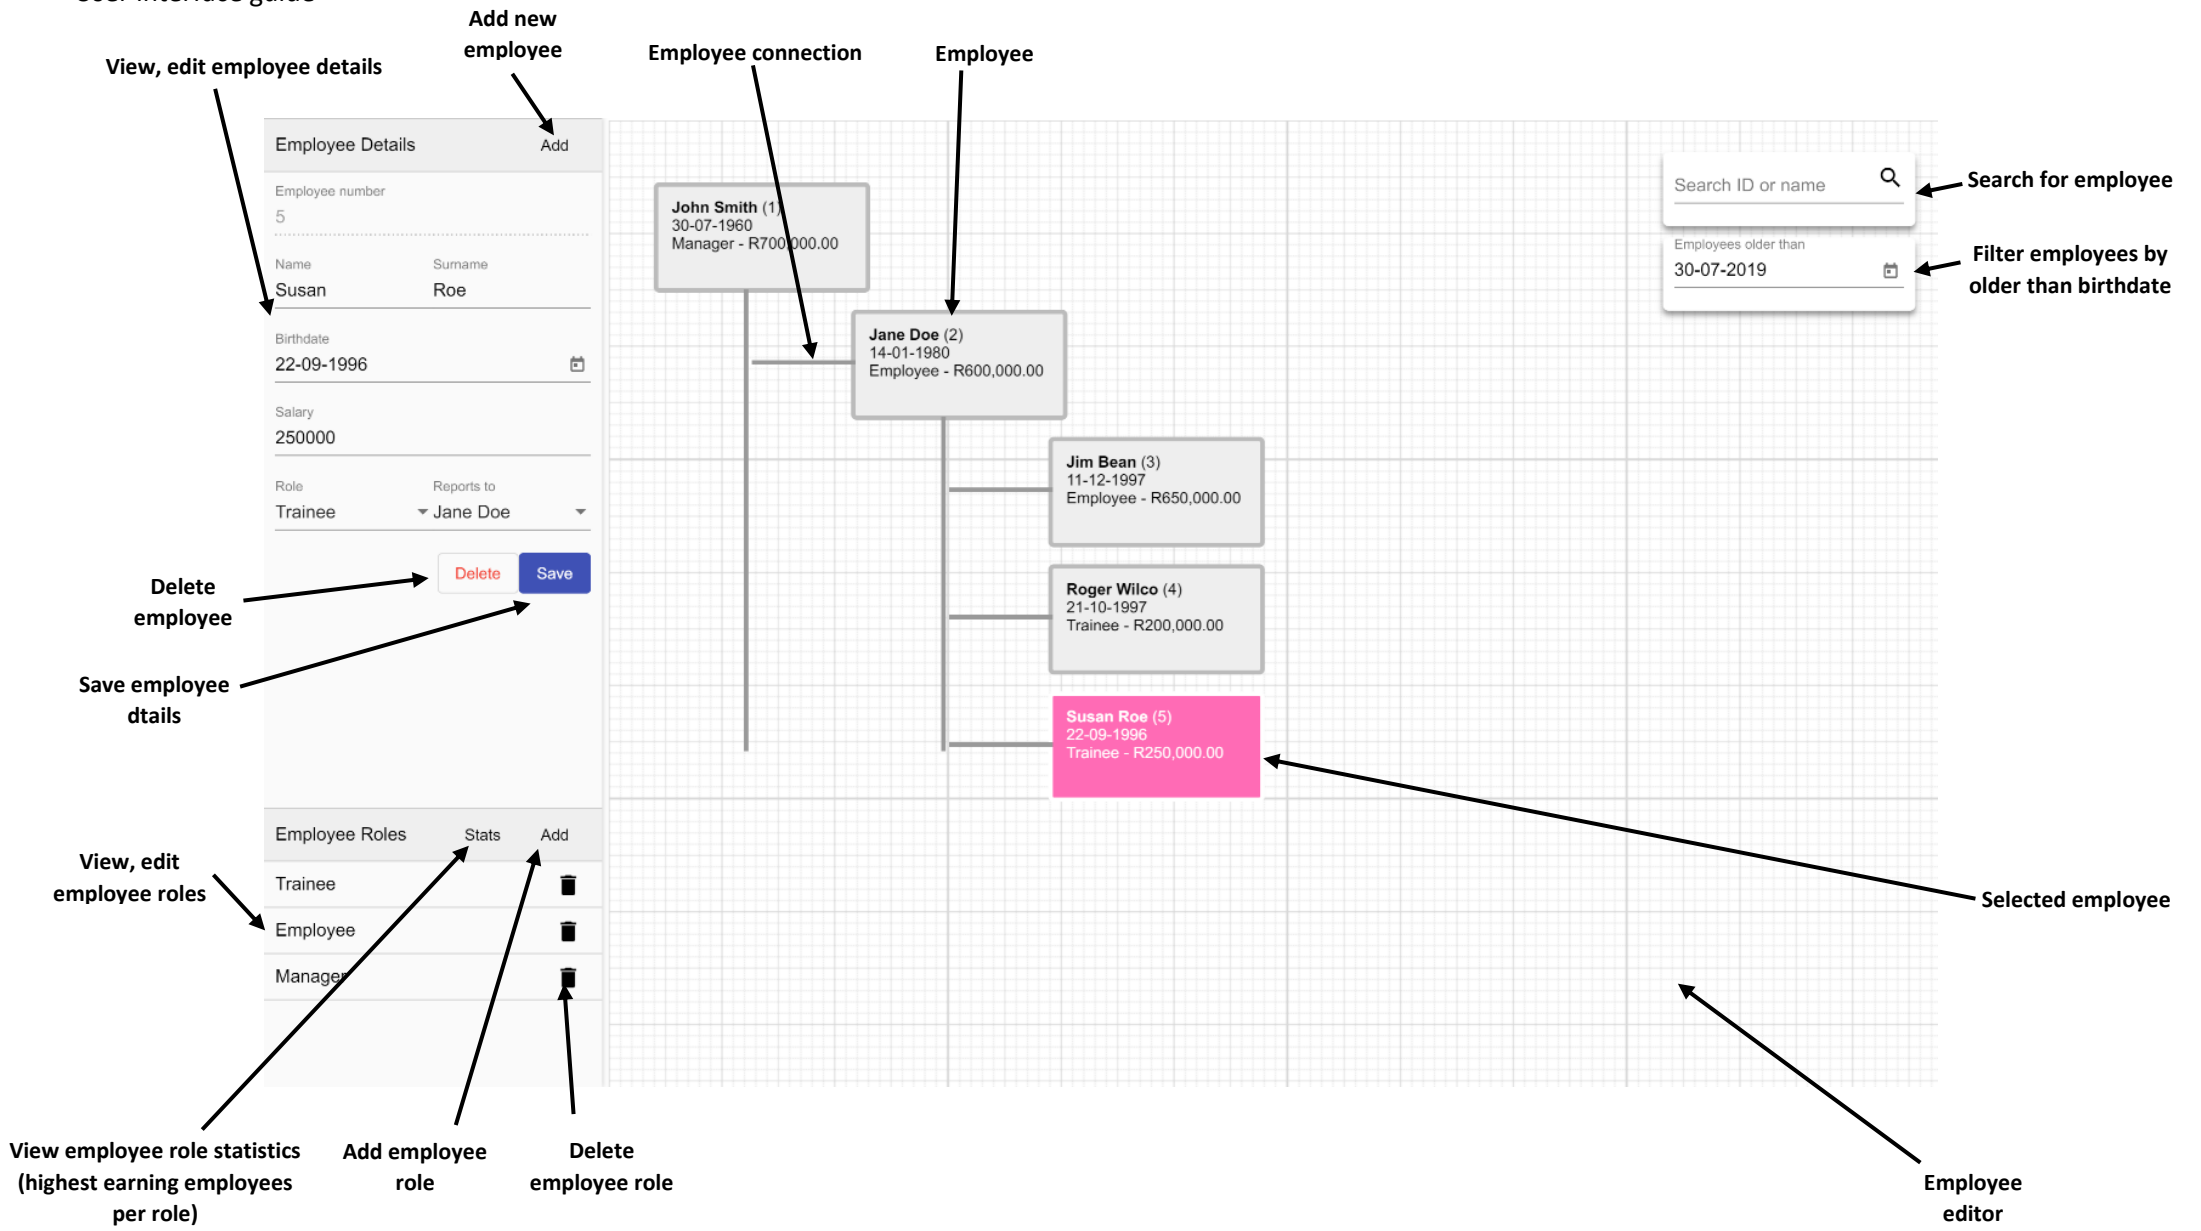 User interface guide
Add new
employee
View, edit employee details
Employee connection
Employee
Employee Details
Add
Employee number
5
Name
Surname
Susan
Roe
Birthdate
22-09-1996
Salary
250000
Role
Reports to
Trainee
Jane Doe
Delete
Save
Delete
employee
Save employee
dtails
John Smith (1)
30-07-1960
Manager - R700,000.00
Jane Doe (2)
14-01-1980
Employee - R600,000.00
Jim Bean (3)
11-12-1997
Employee - R650,000.00
Roger Wilco (4)
21-10-1997
Trainee - R200,000.00
Susan Roe (5)
22-09-1996
Trainee - R250,000.00
Search ID or name
Search for employee
Employees older than
30-07-2019
Filter employees by
older than birthdate
Employee Roles
Stats
Add
View, edit
employee roles
Trainee
Employee
Manager
Selected employee
View employee role statistics
(highest earning employees
per role)
Add employee
role
Delete
employee role
Employee
editor